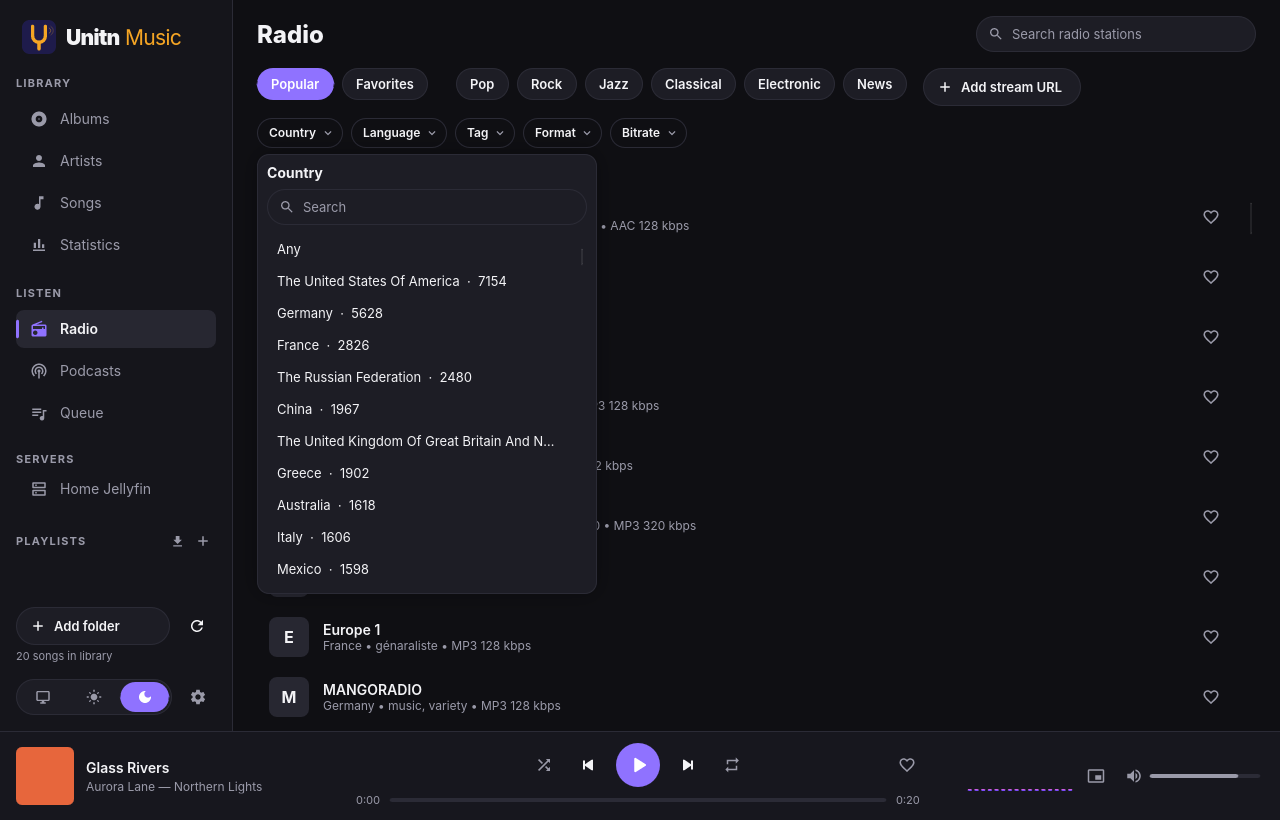 Unitn Music
LIBRARY
Albums
Artists
Songs
Statistics
LISTEN
Radio
Podcasts
Queue
SERVERS
Home Jellyfin
PLAYLISTS
Add folder
20 songs in library
Radio
Search radio stations
Popular
Favorites
Pop
Rock
Jazz
Classical
Electronic
News
Add stream URL
Country
Language
Tag
Format
Bitrate
Country
Search
Any
The United States Of America · 7154
Germany · 5628
France · 2826
The Russian Federation · 2480
China · 1967
The United Kingdom Of Great Britain And N...
Greece · 1902
Australia · 1618
Italy · 1606
Mexico · 1598
• AAC 128 kbps
3 128 kbps
2 kbps
• MP3 320 kbps
E
Europe 1
France • génaraliste • MP3 128 kbps
M
MANGORADIO
Germany • music, variety • MP3 128 kbps
Glass Rivers
Aurora Lane — Northern Lights
0:00
0:20